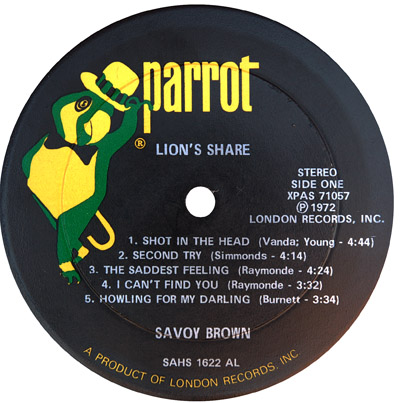 parrot
®
LION'S SHARE
STEREO
SIDE ONE
XPAS 71057
Ⓟ 1972
LONDON RECORDS, INC.
1. SHOT IN THE HEAD (Vanda; Young - 4:44)
2. SECOND TRY (Simmonds - 4:14)
3. THE SADDEST FEELING (Raymonde - 4:24)
4. I CAN'T FIND YOU (Raymonde - 3:32)
5. HOWLING FOR MY DARLING (Burnett - 3:34)
SAVOY BROWN
SAHS 1622 AL
A PRODUCT OF LONDON RECORDS, INC